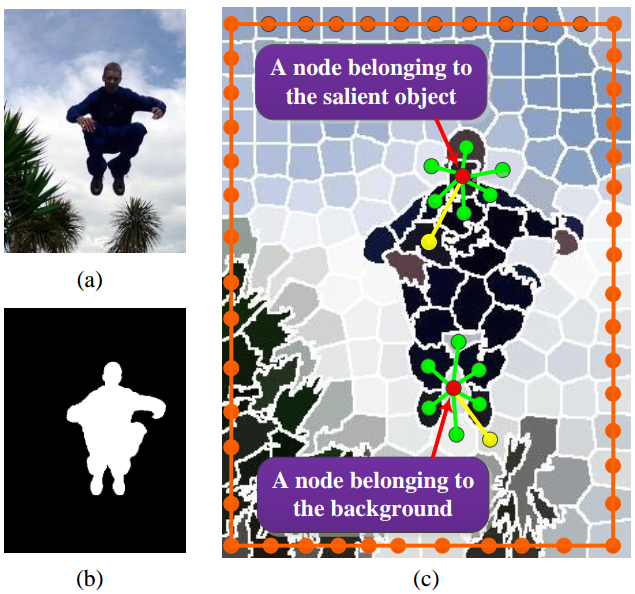 A node belonging to
the salient object
(a)
A node belonging to
the background
(b)
(c)